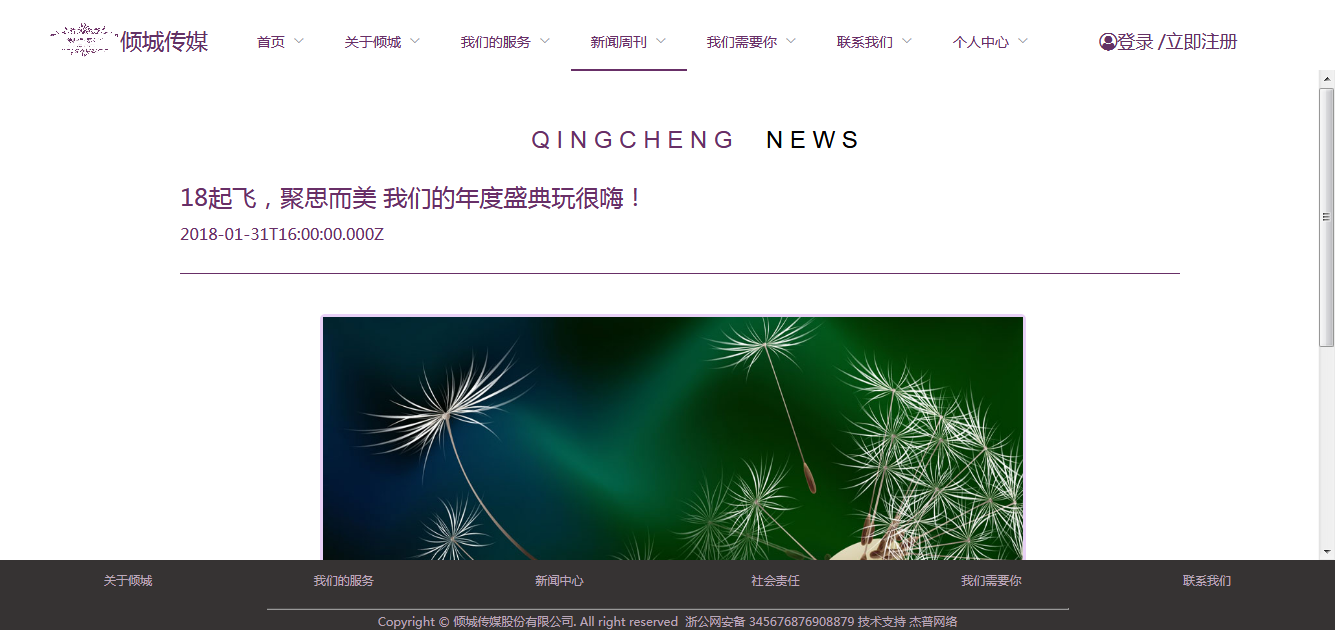 倾城传媒 首页 关于倾城 我们的服务 新闻周刊 我们需要你 联系我们 个人中心 登录 /立即注册
QINGCHENG NEWS
18起飞，聚思而美 我们的年度盛典玩很嗨！
2018-01-31T16:00:00.000Z
关于倾城 我们的服务 新闻中心 社会责任 我们需要你 联系我们
Copyright © 倾城传媒股份有限公司. All right reserved 浙公网安备 345676876908879 技术支持 杰普网络